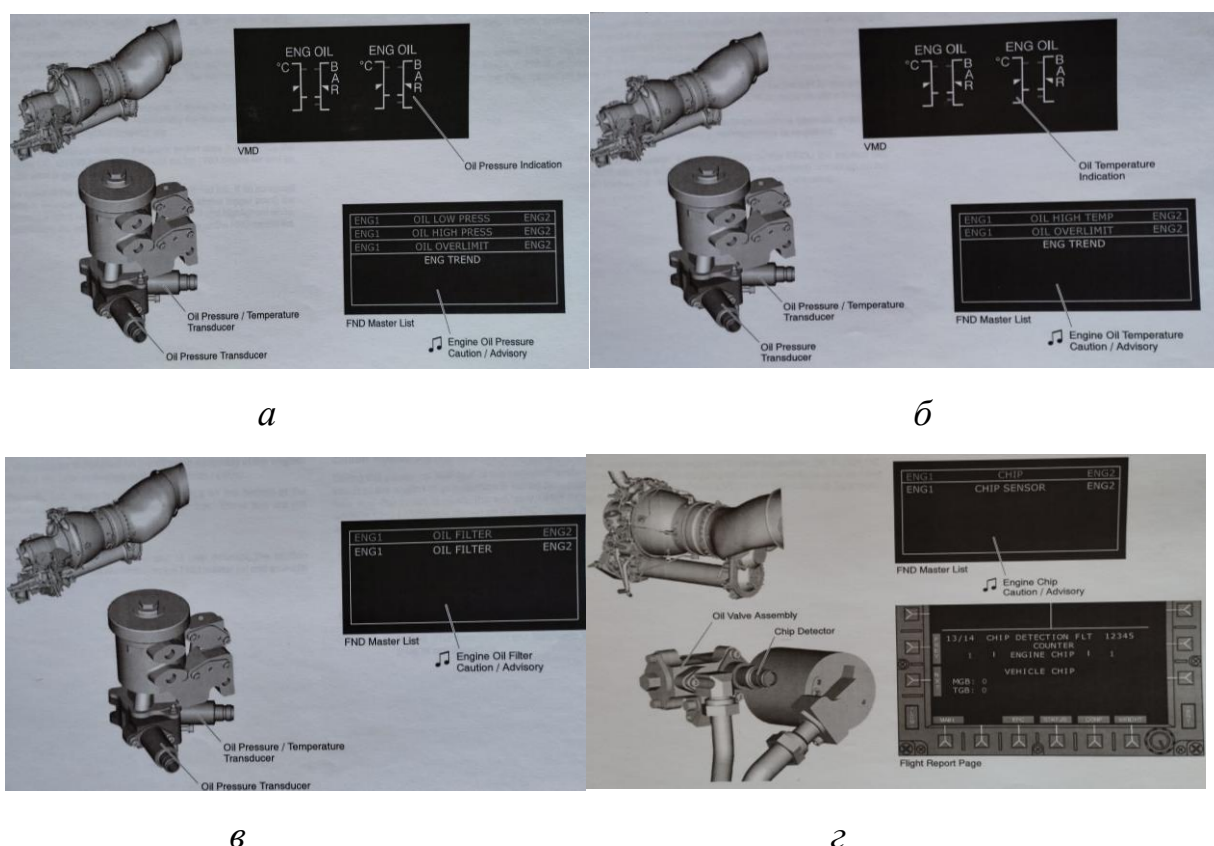 ENG OIL ENG OIL
°C BAR °C BAR
VMD
Oil Pressure Indication
ENG1 OIL LOW PRESS ENG2
ENG1 OIL HIGH PRESS ENG2
ENG1 OIL OVERLIMIT ENG2
ENG TREND
Oil Pressure / Temperature
Transducer
FND Master List
Oil Pressure Transducer
Engine Oil Pressure
Caution / Advisory
а
ENG OIL ENG OIL
°C BAR °C BAR
VMD
Oil Temperature
Indication
ENG1 OIL HIGH TEMP ENG2
ENG1 OIL OVERLIMIT ENG2
ENG TREND
Oil Pressure / Temperature
Transducer
FND Master List
Oil Pressure
Transducer
Engine Oil Temperature
Caution / Advisory
б
ENG1 OIL FILTER ENG2
ENG1 OIL FILTER ENG2
FND Master List
Engine Oil Filter
Caution / Advisory
Oil Pressure / Temperature
Transducer
Oil Pressure Transducer
в
ENG1 CHIP ENG2
ENG1 CHIP SENSOR ENG2
FND Master List
Engine Chip
Caution / Advisory
Oil Valve Assembly
Chip Detector
13/14 CHIP DETECTION FLT 12345
COUNTER
1 ENGINE CHIP 1
VEHICLE CHIP
MGB: 0
TGB: 0
STATUS COMP
Flight Report Page
г